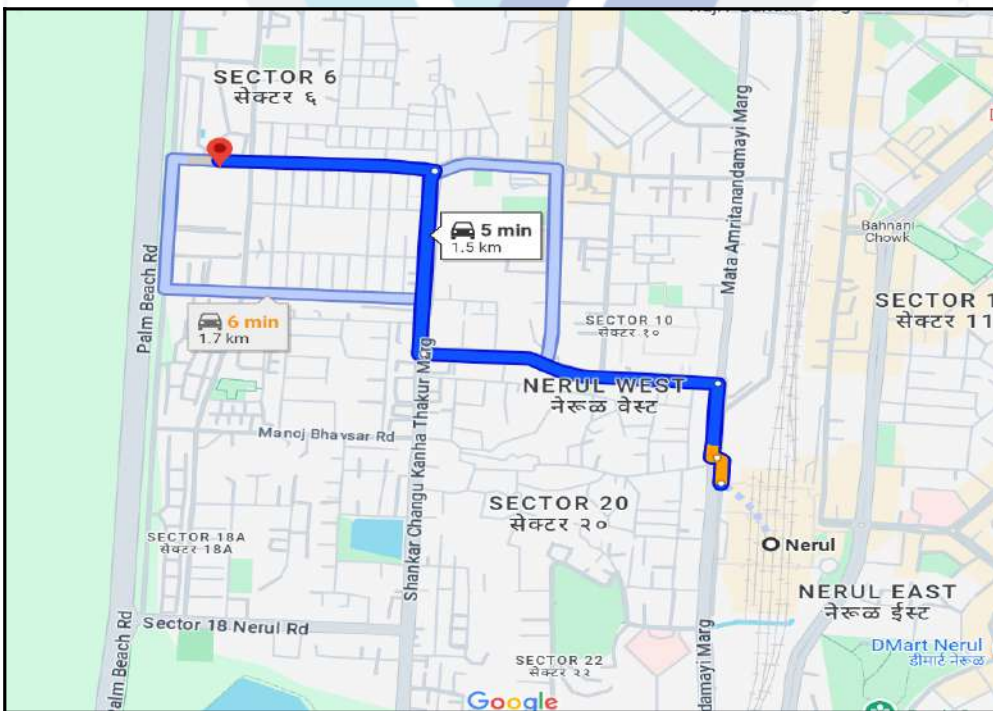 SECTOR 6
सेक्टर ६
Mata Amritanandamayi Marg
Palm Beach Rd
5 min
1.5 km
Bahnani
Chowk
SECTOR 1
सेक्टर 11
6 min
1.7 km
SECTOR 10
सेक्टर १०
NERUL WEST
नेरूळ वेस्ट
Shankar Changu Kanha Thakur Marg
Manoj Bhavsar Rd
SECTOR 20
सेक्टर २०
SECTOR 18A
सेक्टर 18A
Nerul
NERUL EAST
नेरूळ ईस्ट
Palm Beach Rd
Sector 18 Nerul Rd
DMart Nerul
डीमार्ट नेरूळ
SECTOR 22
सेक्टर २२
damayi Marg
Google